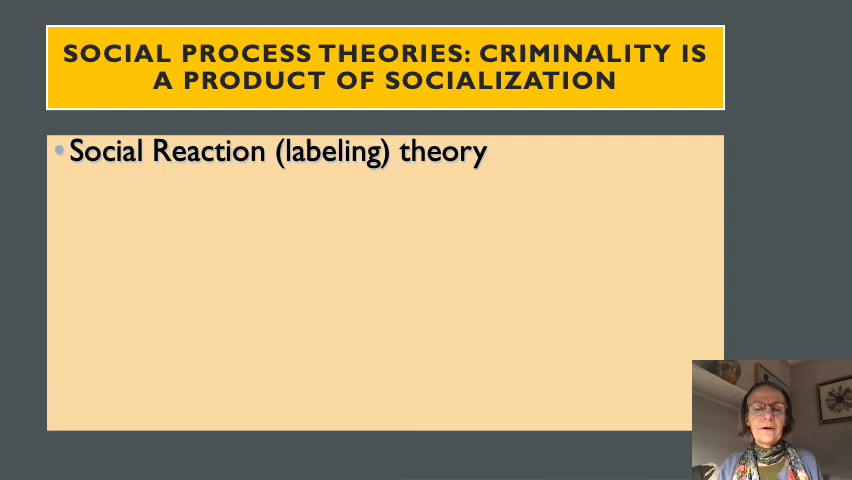 SOCIAL PROCESS THEORIES: CRIMINALITY IS
A PRODUCT OF SOCIALIZATION
• Social Reaction (labeling) theory